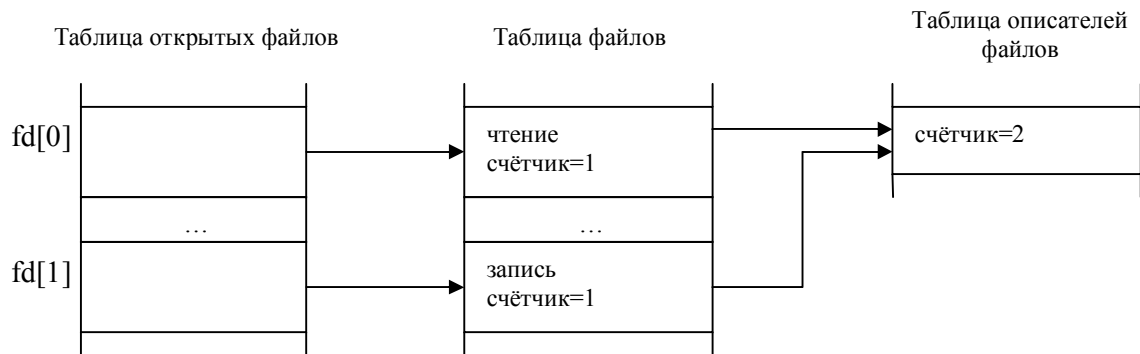 Таблица открытых файлов
Таблица файлов
Таблица описателей
файлов
fd[0]
чтение
счётчик=1
счётчик=2
...
...
fd[1]
запись
счётчик=1